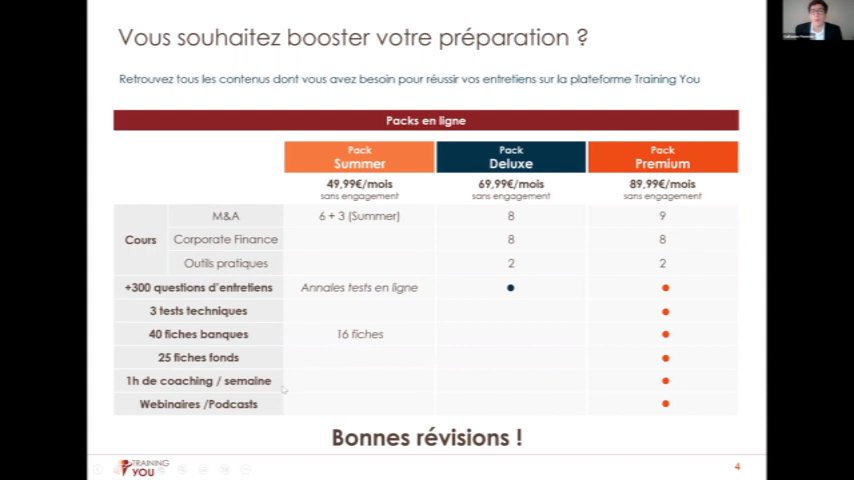 Vous souhaitez booster votre préparation ?
Retrouvez tous les contenus dont vous avez besoin pour réussir vos entretiens sur la plateforme Training You
Packs en ligne
Pack Summer
Pack Deluxe
Pack Premium
49,99€/mois sans engagement
69,99€/mois sans engagement
89,99€/mois sans engagement
Cours
M&A 6 + 3 (Summer) 8 9
Corporate Finance 8 8
Outils pratiques 2 2
+300 questions d'entretiens Annales tests en ligne
3 tests techniques
40 fiches banques 16 fiches
25 fiches fonds
1h de coaching / semaine
Webinaires /Podcasts
Bonnes révisions !
TRAINING
YOU
4